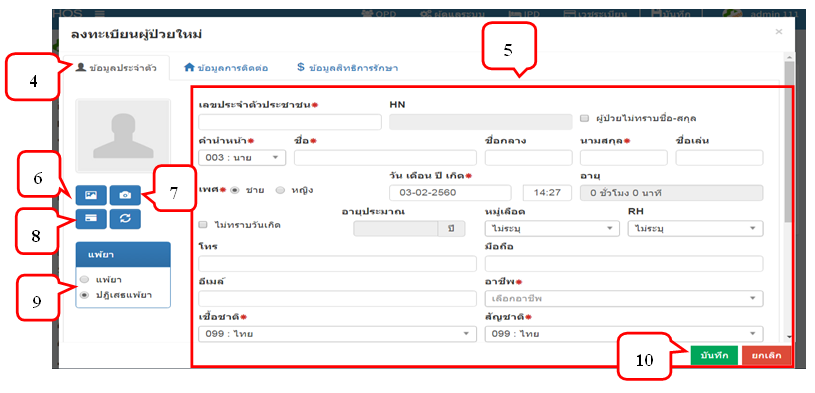 HOS OPD IPD เวชระเบียน บันทึก admin 111
ลงทะเบียนผู้ป่วยใหม่ ×
5
4
ข้อมูลประจำตัว ข้อมูลการติดต่อ $ ข้อมูลสิทธิการรักษา
เลขประจำตัวประชาชน* HN
ผู้ป่วยไม่ทราบชื่อ-สกุล
คำนำหน้า* ชื่อ* ชื่อกลาง นามสกุล* ชื่อเล่น
003 : นาย
วัน เดือน ปี เกิด* อายุ
6
7
เพศ* ชาย หญิง 03-02-2560 14:27 0 ชั่วโมง 0 นาที
อายุประมาณ หมู่เลือด RH
8
ไม่ทราบวันเกิด ปี ไม่ระบุ ไม่ระบุ
โทร มือถือ
แพ้ยา
แพ้ยา
ปฏิเสธแพ้ยา
9
อีเมล์ อาชีพ*
เลือกอาชีพ
เชื้อชาติ* สัญชาติ*
099 : ไทย 099 : ไทย
10
บันทึก ยกเลิก